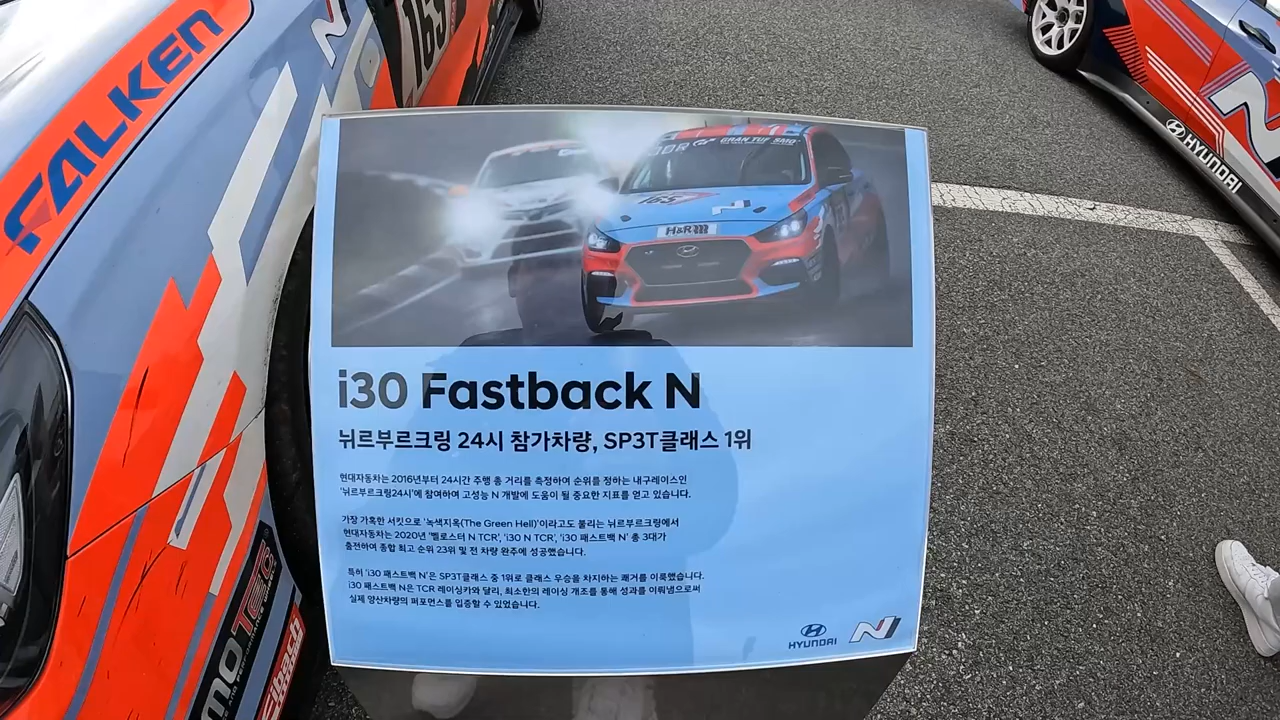 FALKEN
N
163
HYUNDAI
N
GRAN TURISMO
165
N
H&R
i30 Fastback N
뉘르부르크링 24시 참가차량, SP3T클래스 1위
현대자동차는 2016년부터 24시간 주행 총 거리를 측정하여 순위를 정하는 내구레이스인
'뉘르부르크링24시'에 참여하여 고성능 N 개발에 도움이 될 중요한 지표를 얻고 있습니다.
가장 가혹한 서킷으로 '녹색지옥(The Green Hell)'이라고도 불리는 뉘르부르크링에서
현대자동차는 2020년 '벨로스터 N TCR', 'i30 N TCR', 'i30 패스트백 N' 총 3대가
출전하여 종합 최고 순위 23위 및 전 차량 완주에 성공했습니다.
특히 'i30 패스트백 N'은 SP3T클래스 중 1위로 클래스 우승을 차지하는 쾌거를 이룩했습니다.
i30 패스트백 N은 TCR 레이싱카와 달리, 최소한의 레이싱 개조를 통해 성과를 이뤄냄으로써
실제 양산차량의 퍼포먼스를 입증할 수 있었습니다.
HYUNDAI
N
Eibach